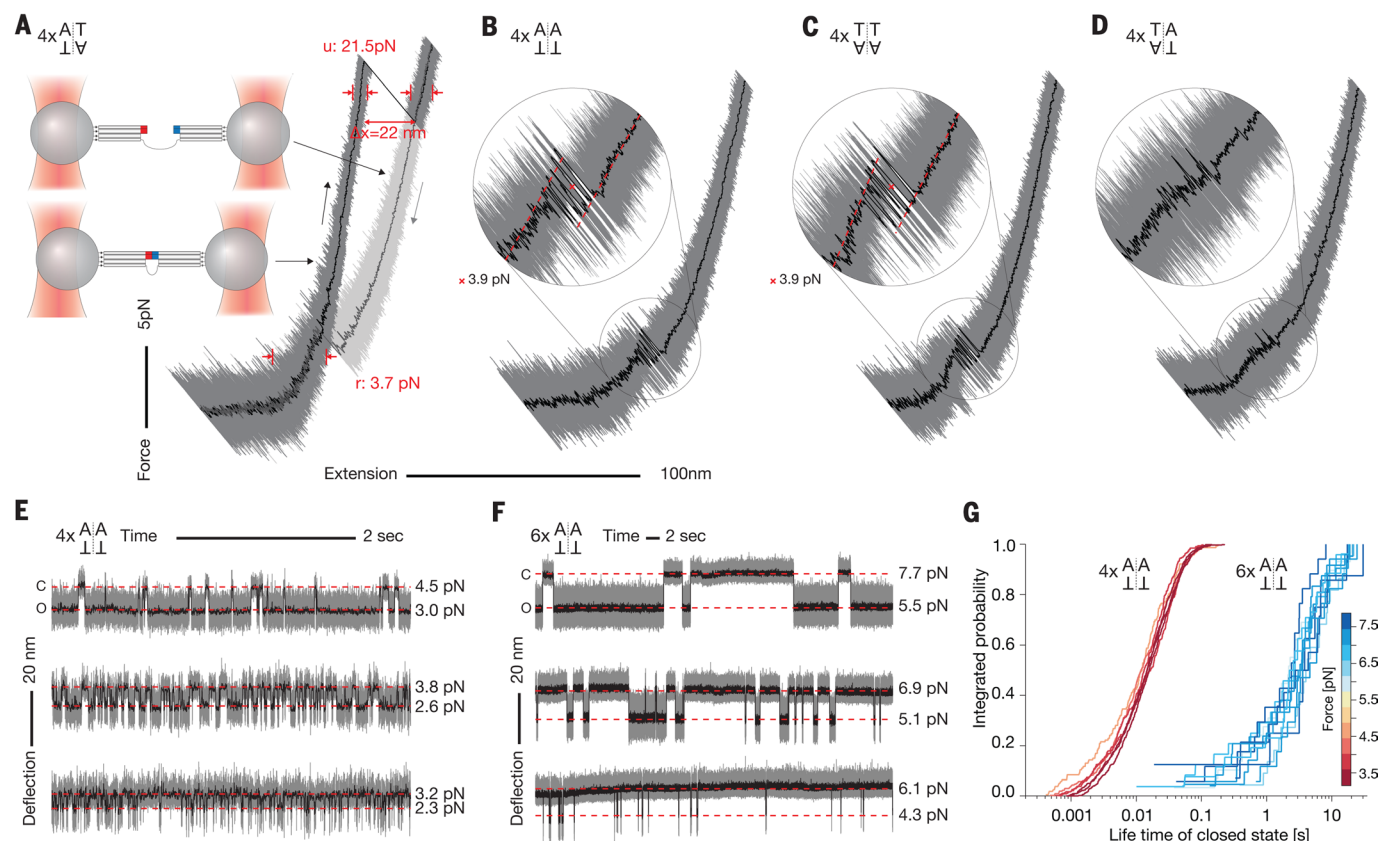 A
4x A T
T A
u: 21.5pN
Δx=22 nm
5pN
Force
r: 3.7 pN
B
4x A A
T T
× 3.9 pN
C
4x T T
A A
× 3.9 pN
D
4x T A
A T
Extension
100nm
E
4x A A
T T
Time
2 sec
C
O
4.5 pN
3.0 pN
3.8 pN
2.6 pN
3.2 pN
2.3 pN
20 nm
Deflection
F
6x A A
T T
Time
2 sec
C
O
7.7 pN
5.5 pN
6.9 pN
5.1 pN
6.1 pN
4.3 pN
20 nm
Deflection
G
Integrated probability
1.0
0.8
0.6
0.4
0.2
0.0
4x A A
T T
6x A A
T T
Force [pN]
7.5
6.5
5.5
4.5
3.5
0.001
0.01
0.1
1
10
Life time of closed state [s]